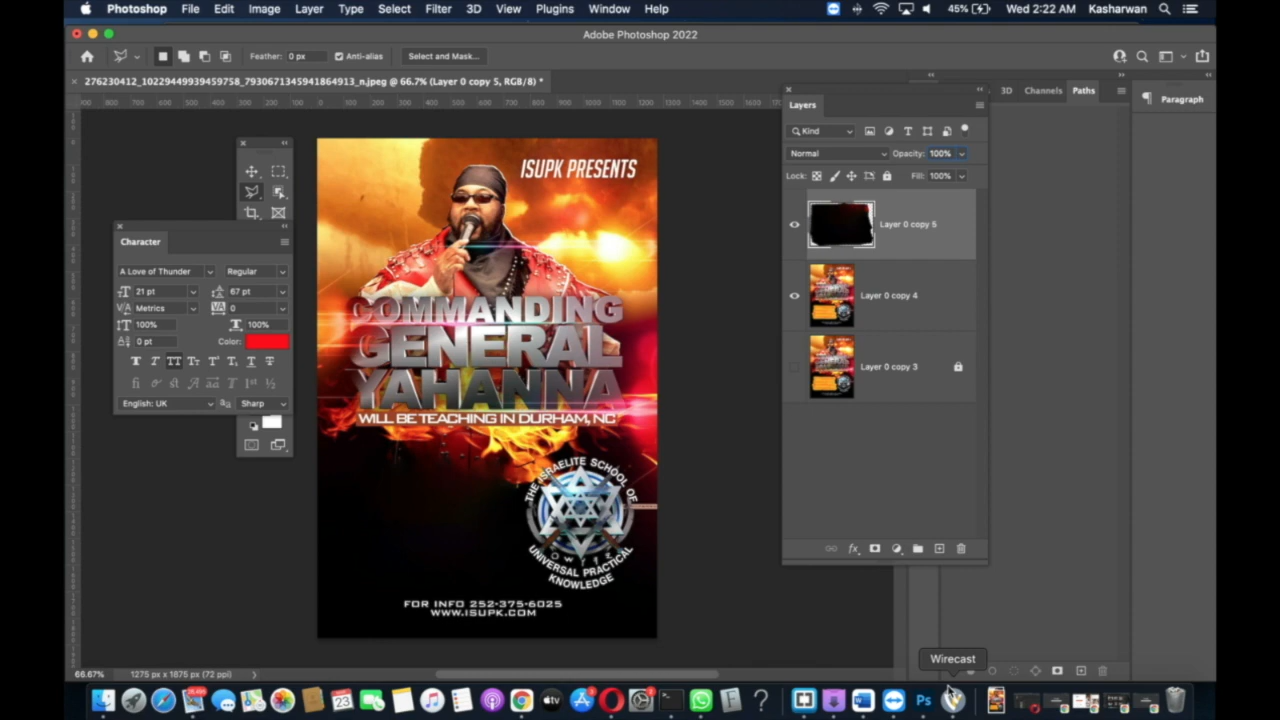 Photoshop File Edit Image Layer Type Select Filter 3D View Plugins Window Help 45% Wed 2:22 AM Kasharwan
Adobe Photoshop 2022
Feather: 0 px Anti-alias Select and Mask...
276230412_10229449939459758_7930671345941864913_n.jpeg @ 66.7% (Layer 0 copy 5, RGB/8) *
3D Channels Paths
Paragraph
Layers
Kind
Normal Opacity: 100%
Lock: Fill: 100%
Layer 0 copy 5
Layer 0 copy 4
Layer 0 copy 3
Character
A Love of Thunder Regular
21 pt 67 pt
Metrics 0
100% 100%
0 pt Color:
English: UK Sharp
ISUPK PRESENTS
COMMANDING
GENERAL
YAHANNA
WILL BE TEACHING IN DURHAM, NC
THE ISRAELITE SCHOOL OF
UNIVERSAL PRACTICAL
KNOWLEDGE
FOR INFO 252-375-6025
WWW.ISUPK.COM
66.67% 1275 px x 1875 px (72 ppi)
Wirecast
23
tv
Ps